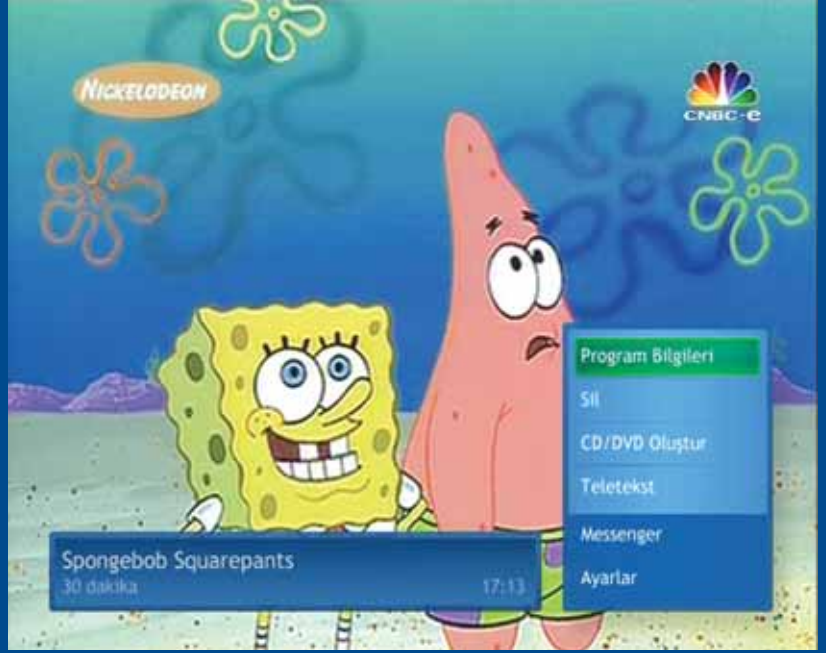 NICKELODEON
CNBC-e
Program Bilgileri
Sil
CD/DVD Oluştur
Teletekst
Messenger
Ayarlar
Spongebob Squarepants
30 dakika 17:13